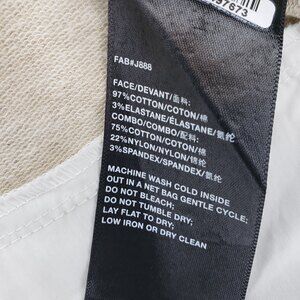 97673
FAB#J888
FACE/DEVANT/面料:
97%COTTON/COTON/棉
3%ELASTANE/ÉLASTANE/氨纶
COMBO/COMBO/配料:
75%COTTON/COTON/棉
22%NYLON/NYLON/锦纶
3%SPANDEX/SPANDEX/氨纶
MACHINE WASH COLD INSIDE
OUT IN A NET BAG GENTLE CYCLE;
DO NOT BLEACH;
DO NOT TUMBLE DRY;
LAY FLAT TO DRY;
LOW IRON OR DRY CLEAN